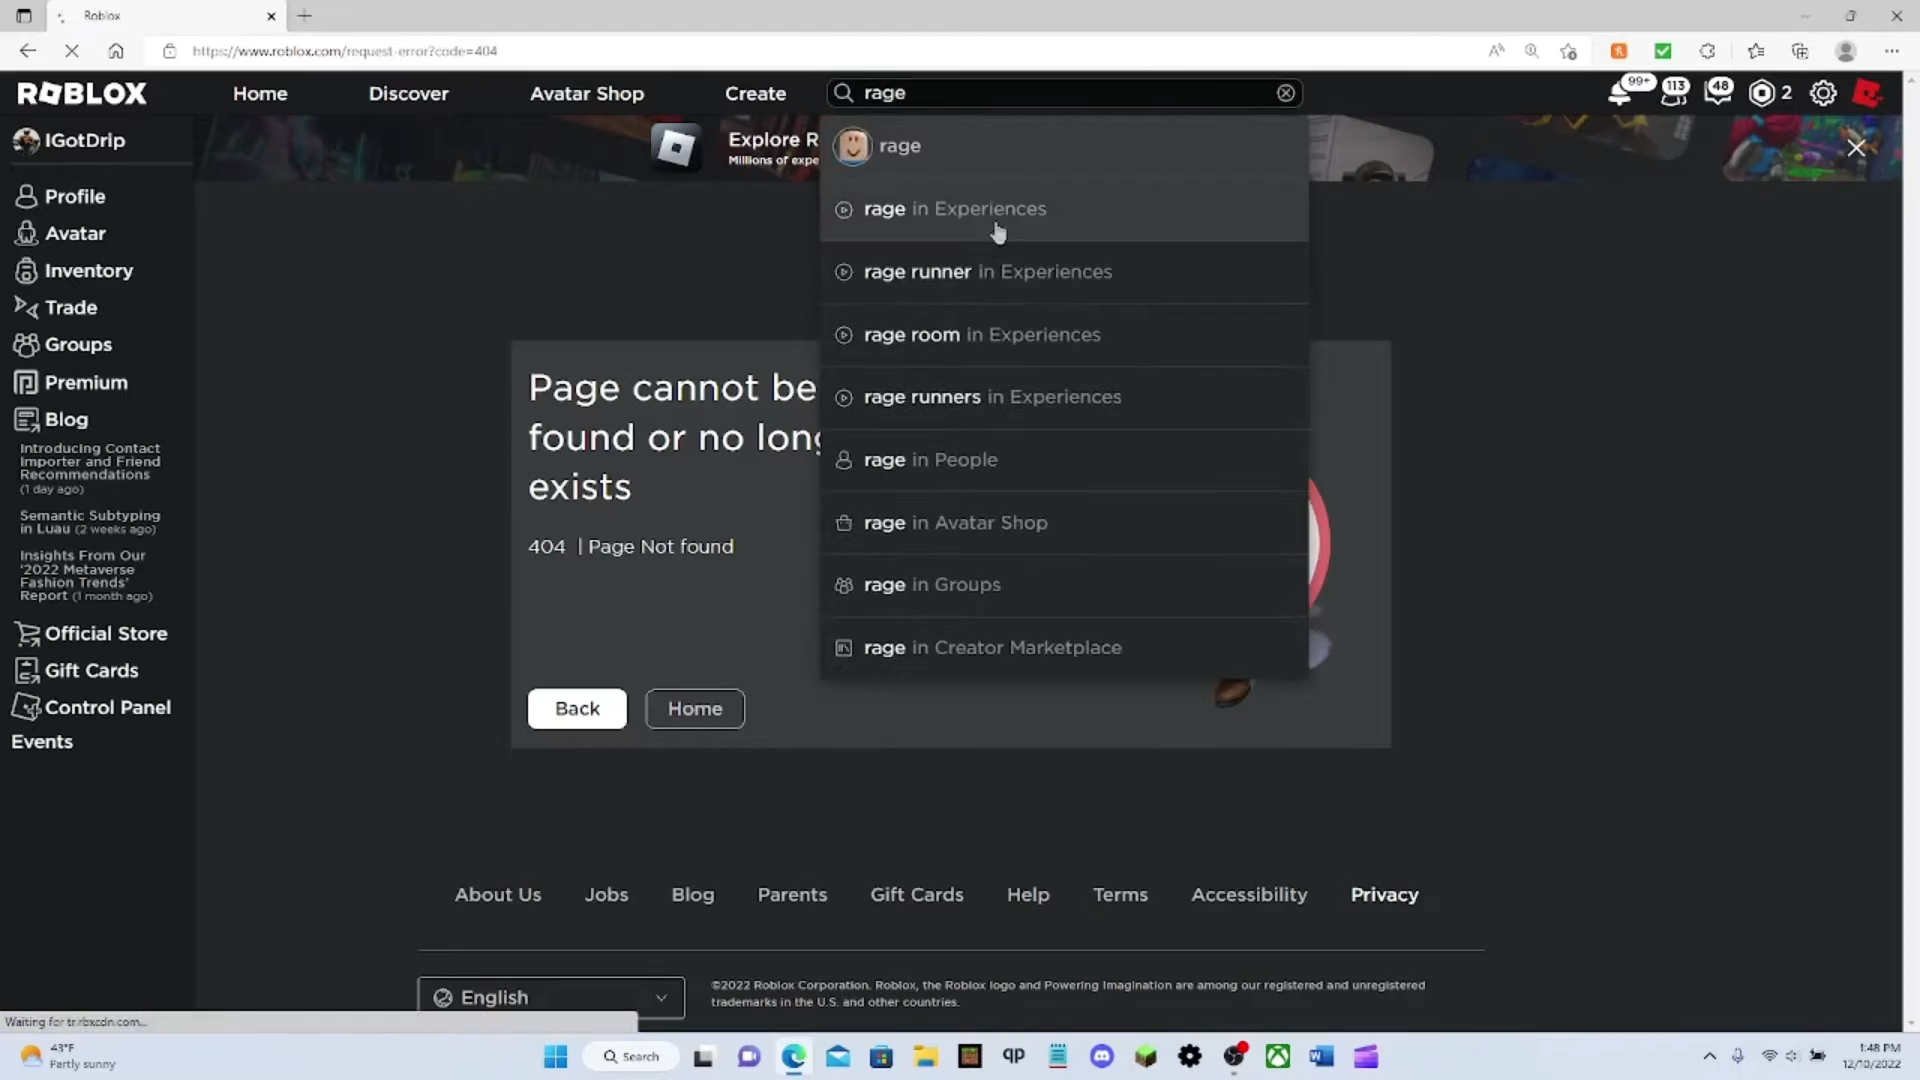 Roblox
https://www.roblox.com/request-error?code=404
ROBLOX
Home
Discover
Avatar Shop
Create
rage
99+
113
48
2
IGotDrip
Explore R
Millions of expe
Profile
Avatar
Inventory
Trade
Groups
Premium
Blog
Introducing Contact
Importer and Friend
Recommendations
(1 day ago)
Semantic Subtyping
in Luau (2 weeks ago)
Insights From Our
'2022 Metaverse
Fashion Trends'
Report (1 month ago)
Official Store
Gift Cards
Control Panel
Events
rage
rage in Experiences
rage runner in Experiences
rage room in Experiences
rage runners in Experiences
rage in People
rage in Avatar Shop
rage in Groups
rage in Creator Marketplace
Page cannot be
found or no long
exists
404 | Page Not found
Back
Home
About Us
Jobs
Blog
Parents
Gift Cards
Help
Terms
Accessibility
Privacy
English
©2022 Roblox Corporation. Roblox, the Roblox logo and Powering Imagination are among our registered and unregistered
trademarks in the U.S. and other countries.
Waiting for tr.rbxcdn.com...
43°F
Partly sunny
Search
qp
1:48 PM
12/10/2022